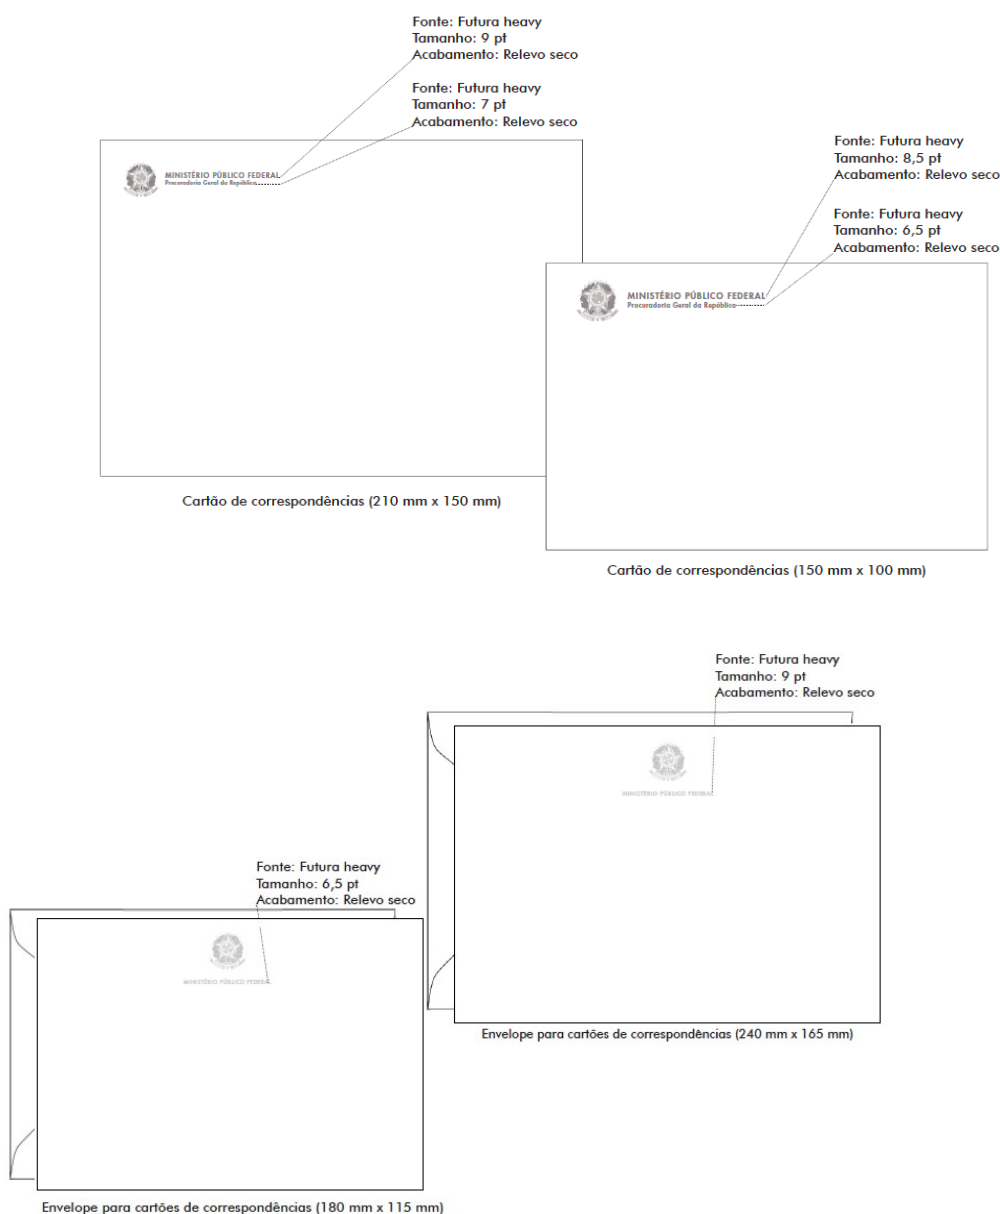 Fonte: Futura heavy
Tamanho: 9 pt
Acabamento: Relevo seco
Fonte: Futura heavy
Tamanho: 7 pt
Acabamento: Relevo seco
MINISTÉRIO PÚBLICO FEDERAL
Procuradoria Geral da República
Cartão de correspondências (210 mm x 150 mm)
Fonte: Futura heavy
Tamanho: 8,5 pt
Acabamento: Relevo seco
Fonte: Futura heavy
Tamanho: 6,5 pt
Acabamento: Relevo seco
MINISTÉRIO PÚBLICO FEDERAL
Procuradoria Geral da República
Cartão de correspondências (150 mm x 100 mm)
Fonte: Futura heavy
Tamanho: 9 pt
Acabamento: Relevo seco
MINISTÉRIO PÚBLICO FEDERAL
Envelope para cartões de correspondências (240 mm x 165 mm)
Fonte: Futura heavy
Tamanho: 6,5 pt
Acabamento: Relevo seco
MINISTÉRIO PÚBLICO FEDERAL
Envelope para cartões de correspondências (180 mm x 115 mm)